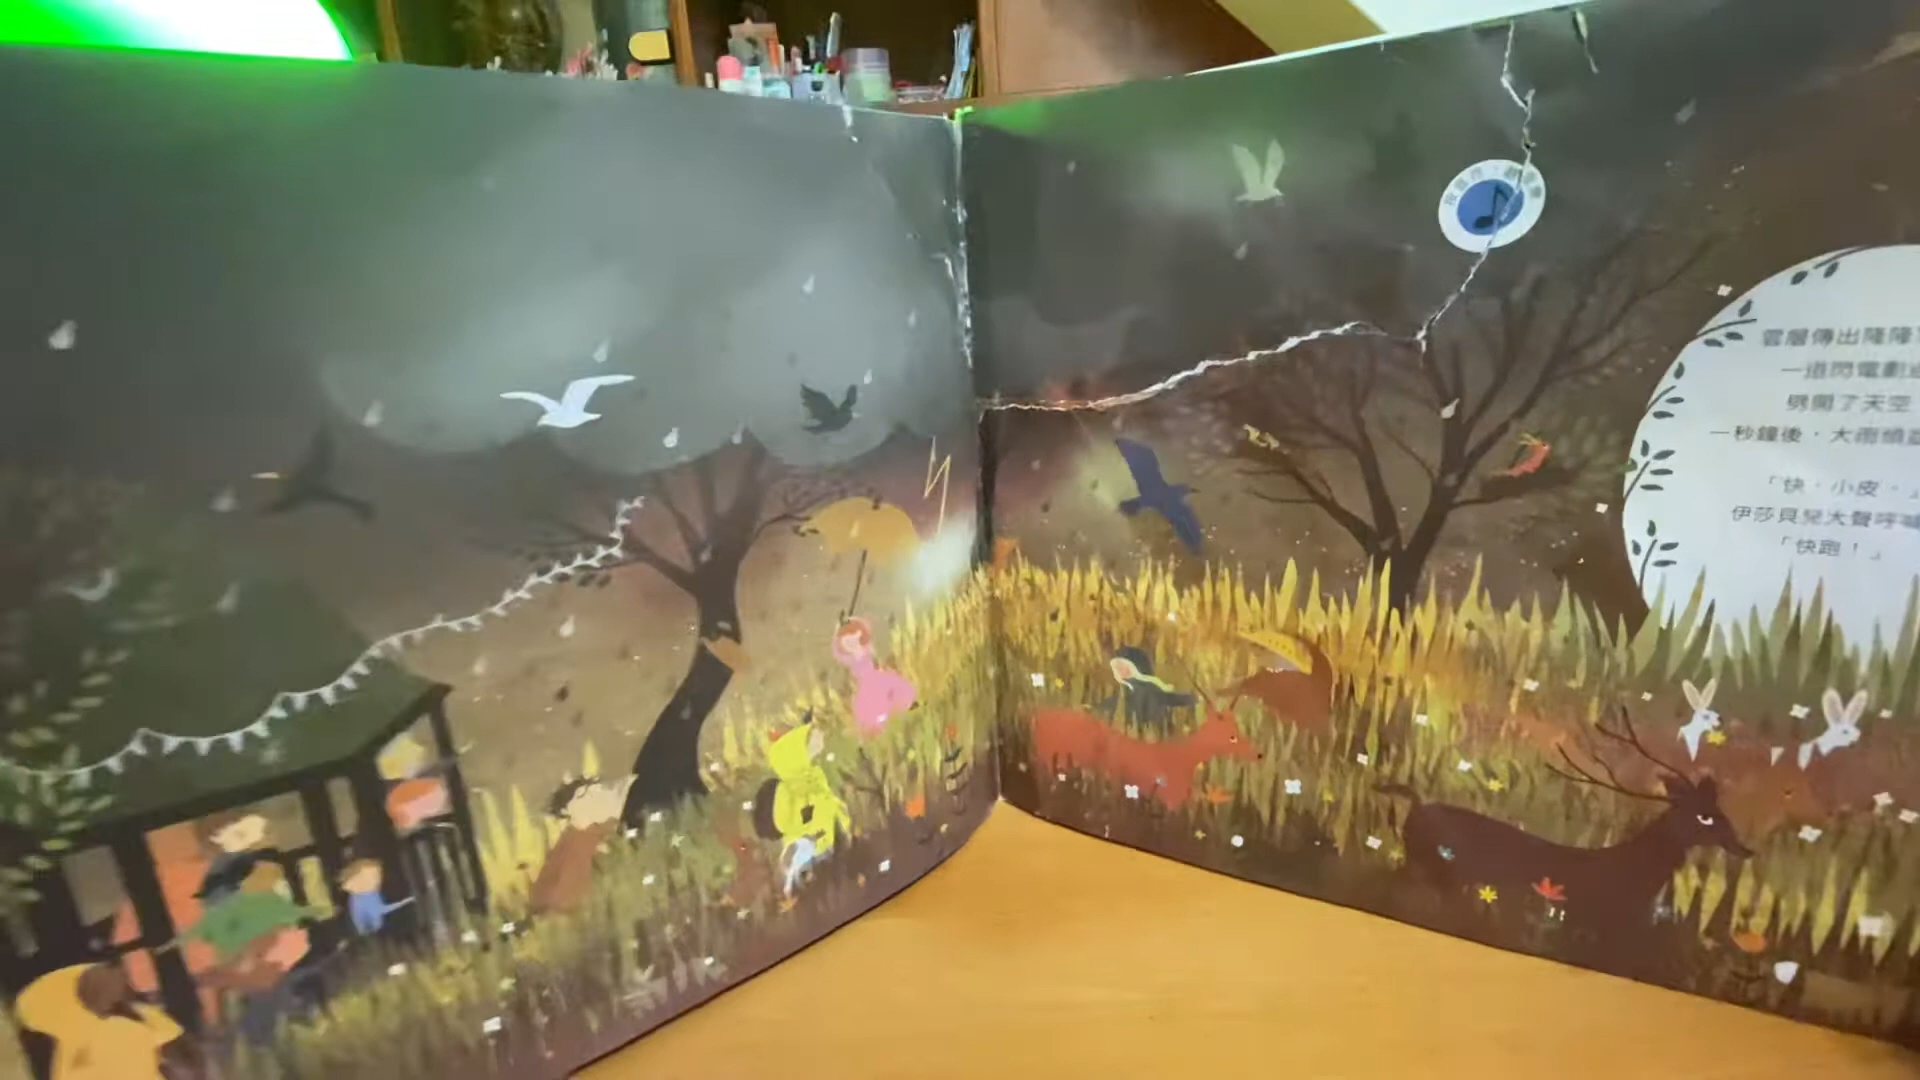 雲層傳出隆隆
一道閃電劃
劈開了天空
一秒鐘後，大雨傾
「快，小皮，
伊莎貝兒大聲呼
「快跑！」